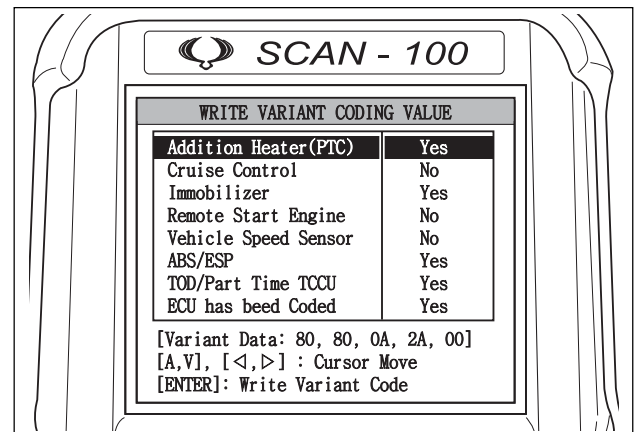 SCAN - 100
WRITE VARIANT CODING VALUE
Addition Heater(PTC) Yes
Cruise Control No
Immobilizer Yes
Remote Start Engine No
Vehicle Speed Sensor No
ABS/ESP Yes
TOD/Part Time TCCU Yes
ECU has beed Coded Yes
[Variant Data: 80, 80, 0A, 2A, 00]
[A,V], [◁,▷] : Cursor Move
[ENTER]: Write Variant Code